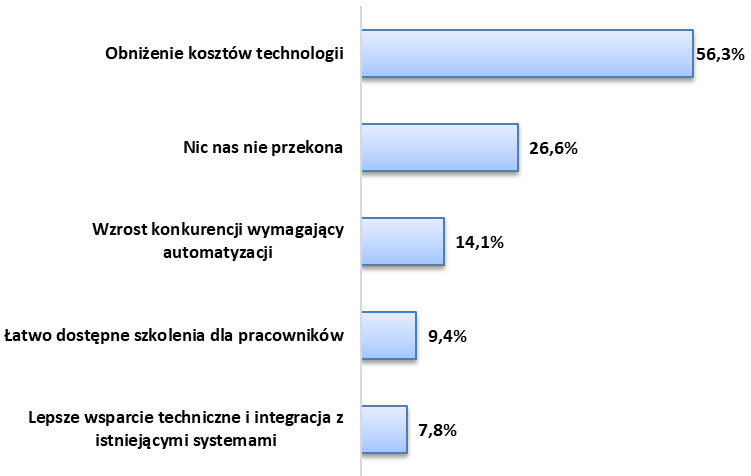 Obniżenie kosztów technologii
56,3%
Nic nas nie przekona
26,6%
Wzrost konkurencji wymagający
automatyzacji
14,1%
Łatwo dostępne szkolenia dla pracowników
9,4%
Lepsze wsparcie techniczne i integracja z
istniejącymi systemami
7,8%